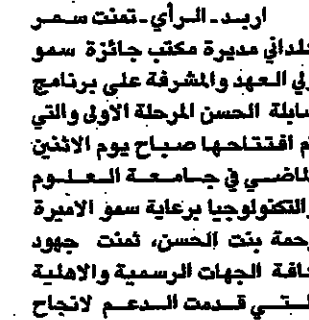 اربد ـ الرأي ـ تمنت سمر
كلداني مديرة مكتب جائزة سمو
ولي العهد والمشرفة على برنامج
سابلة الحسن المرحلة الاولى والتي
تم افتتاحها صباح يوم الاثنين
الماضي في جامعة العلوم
والتكنولوجيا برعاية سمو الاميرة
رحمة بنت الحسن، ثمنت جهود
كافة الجهات الرسمية والاهلية
التي قدمت الدعم لانجاح